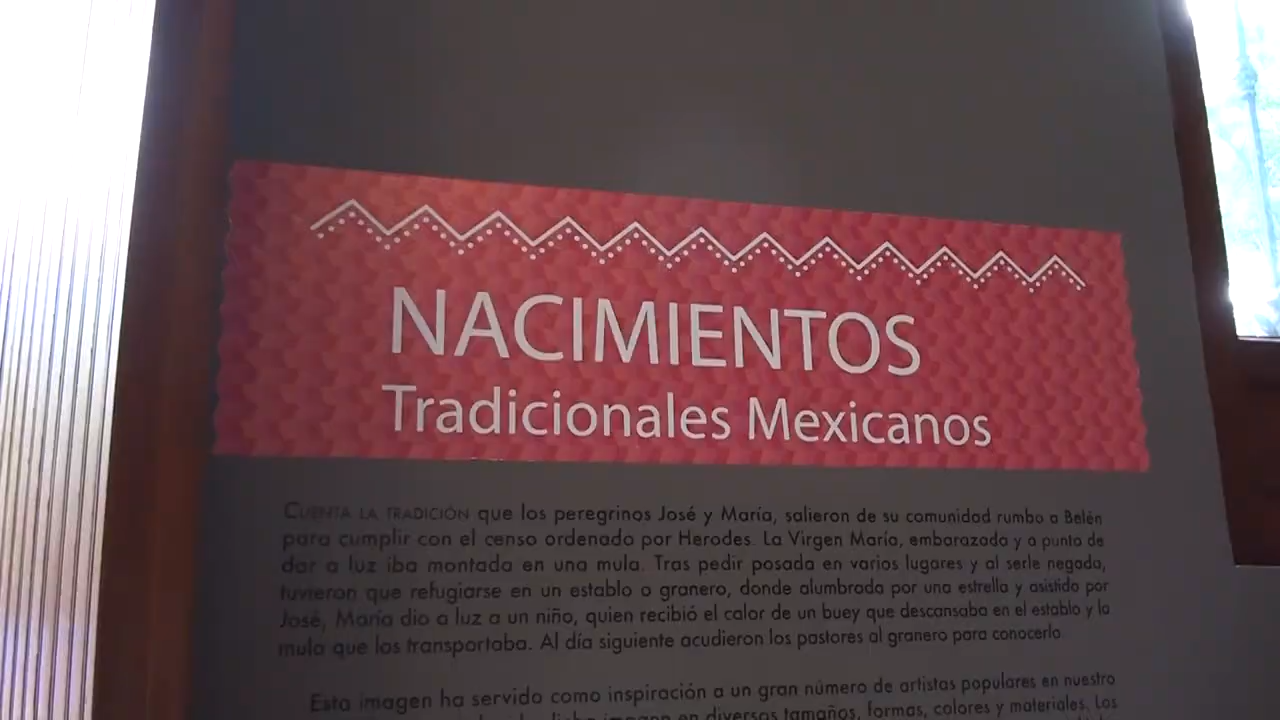 NACIMIENTOS
Tradicionales Mexicanos
CUENTA LA TRADICIÓN que los peregrinos José y María, salieron de su comunidad rumbo a Belén
para cumplir con el censo ordenado por Herodes. La Virgen María, embarazada y a punto de
dar a luz iba montada en una mula. Tras pedir posada en varios lugares y al serle negada,
tuvieron que refugiarse en un establo o granero, donde alumbrada por una estrella y asistido por
José, María dio a luz a un niño, quien recibió el calor de un buey que descansaba en el establo y la
mula que los transportaba. Al día siguiente acudieron los pastores al granero para conocerlo.
Esta imagen ha servido como inspiración a un gran número de artistas populares en nuestro
imagen en diversos tamaños, formas, colores y materiales. Los